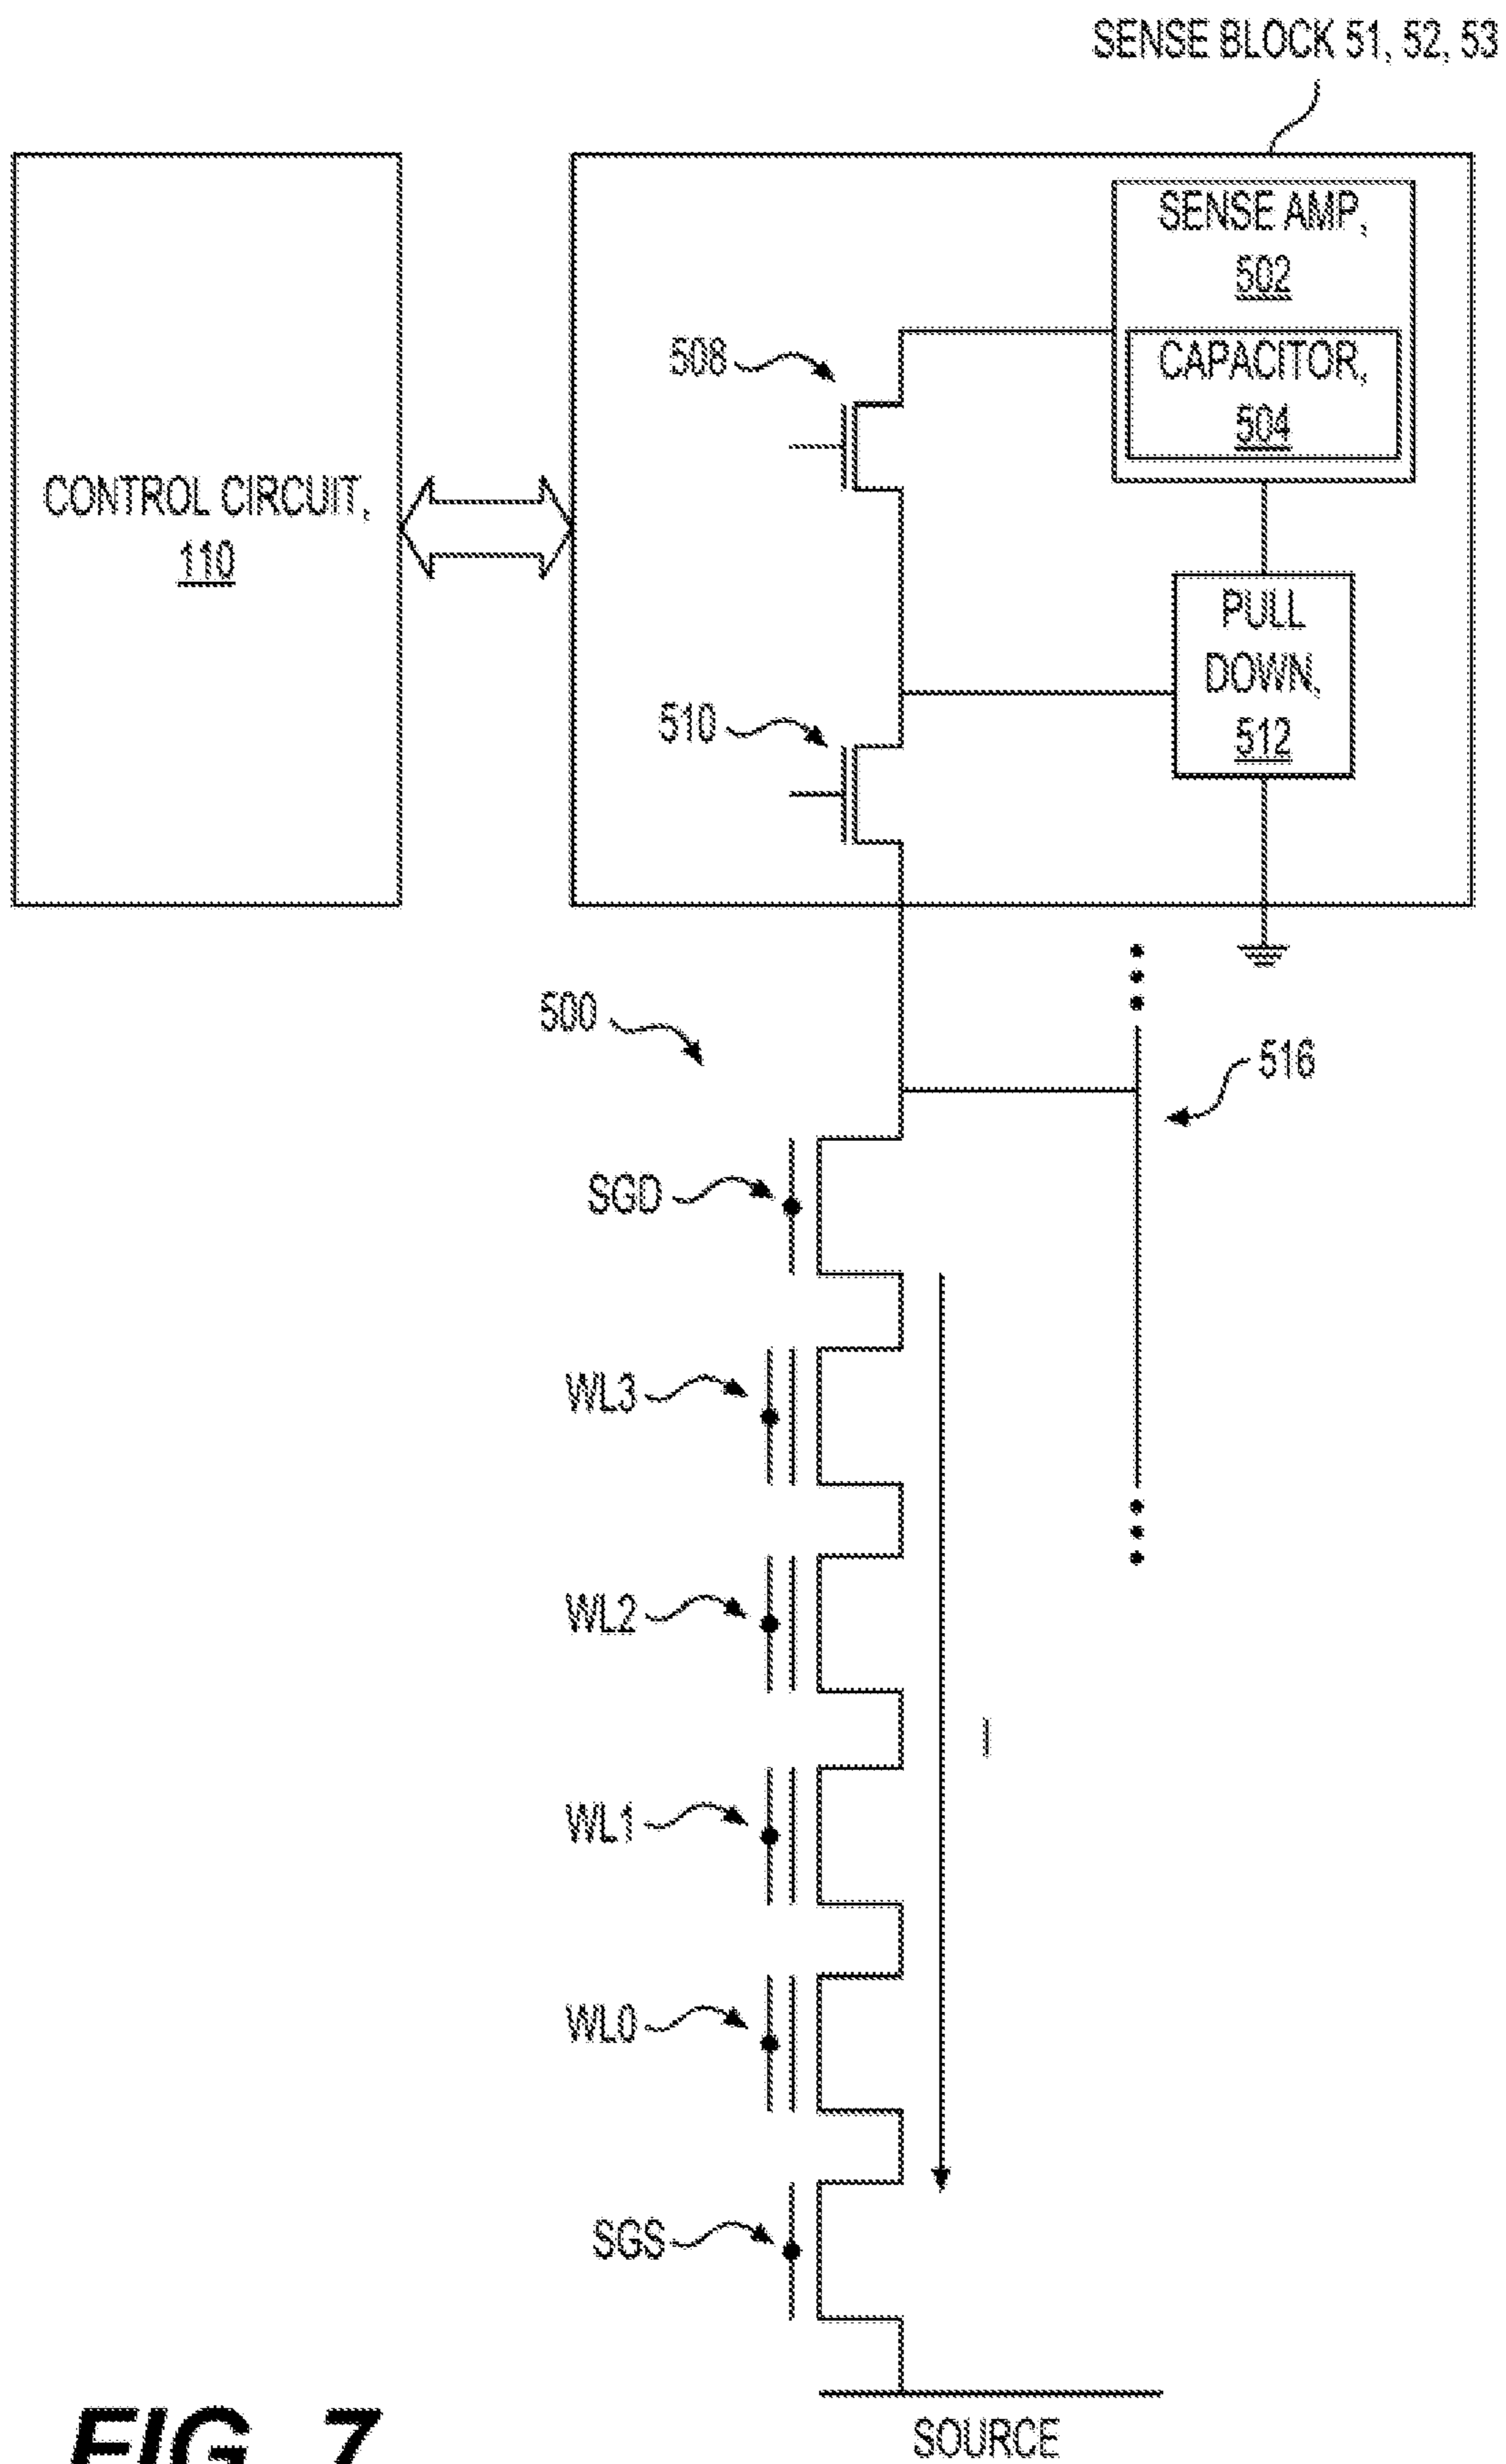 SENSE BLOCK 51, 52, 53
CONTROL CIRCUIT,
110
SENSE AMP,
502
CAPACITOR,
504
508
PULL
DOWN,
512
510
500
516
SGD
WL3
WL2
I
WL1
WL0
SGS
SOURCE
FIG. 7